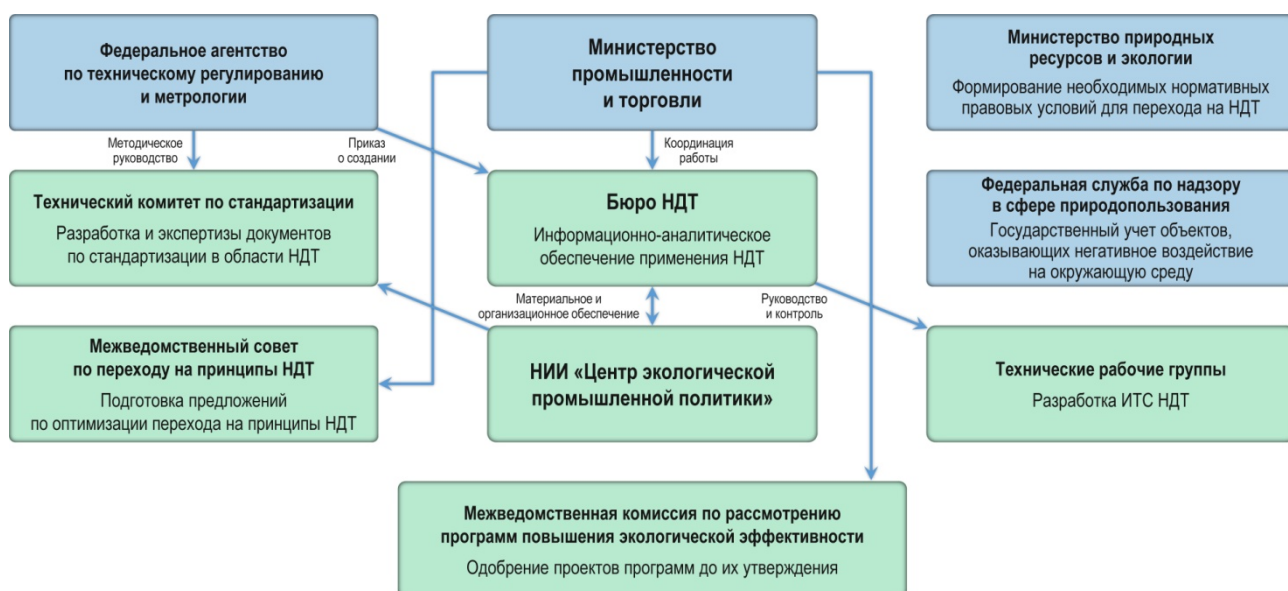 Федеральное агентство
по техническому регулированию
и метрологии
Министерство
промышленности
и торговли
Министерство природных
ресурсов и экологии
Формирование необходимых нормативных
правовых условий для перехода на НДТ
Методическое
руководство
Приказ
о создании
Координация
работы
Технический комитет по стандартизации
Разработка и экспертизы документов
по стандартизации в области НДТ
Бюро НДТ
Информационно-аналитическое
обеспечение применения НДТ
Федеральная служба по надзору
в сфере природопользования
Государственный учет объектов,
оказывающих негативное воздействие
на окружающую среду
Материальное и
организационное обеспечение
Руководство
и контроль
Межведомственный совет
по переходу на принципы НДТ
Подготовка предложений
по оптимизации перехода на принципы НДТ
НИИ «Центр экологической
промышленной политики»
Технические рабочие группы
Разработка ИТС НДТ
Межведомственная комиссия по рассмотрению
программ повышения экологической эффективности
Одобрение проектов программ до их утверждения